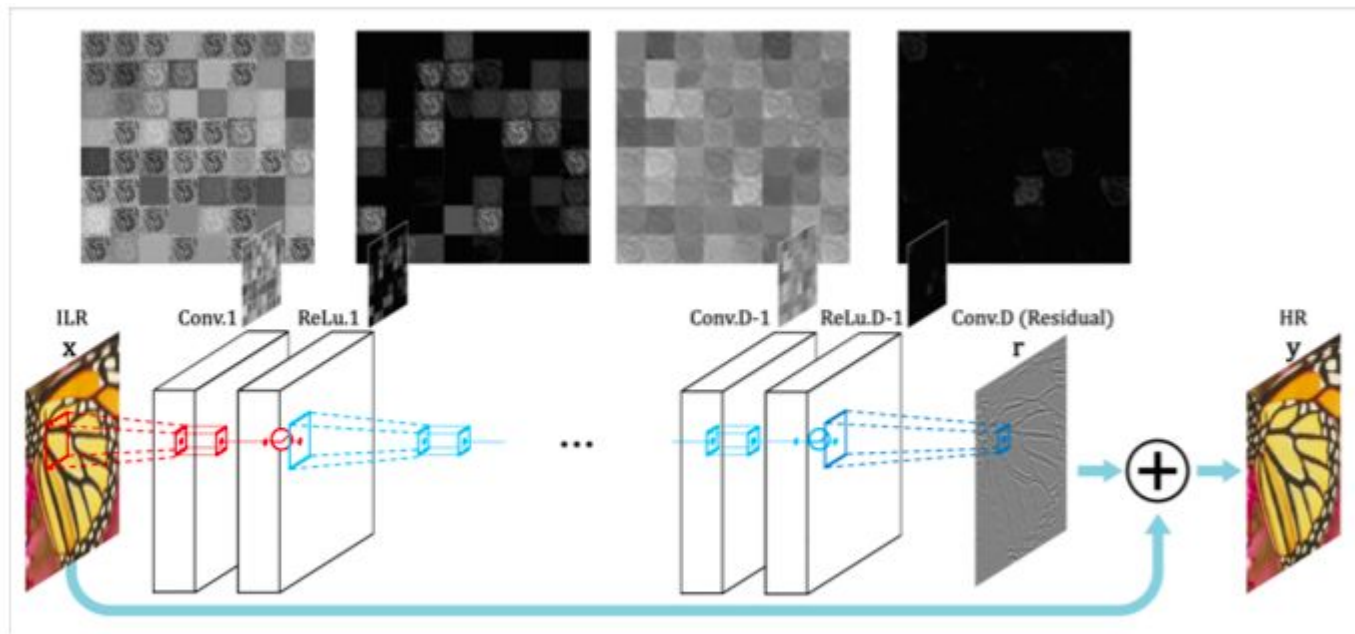 ILR
x
Conv.1
ReLu.1
...
Conv.D-1
ReLu.D-1
Conv.D (Residual)
r
HR
y